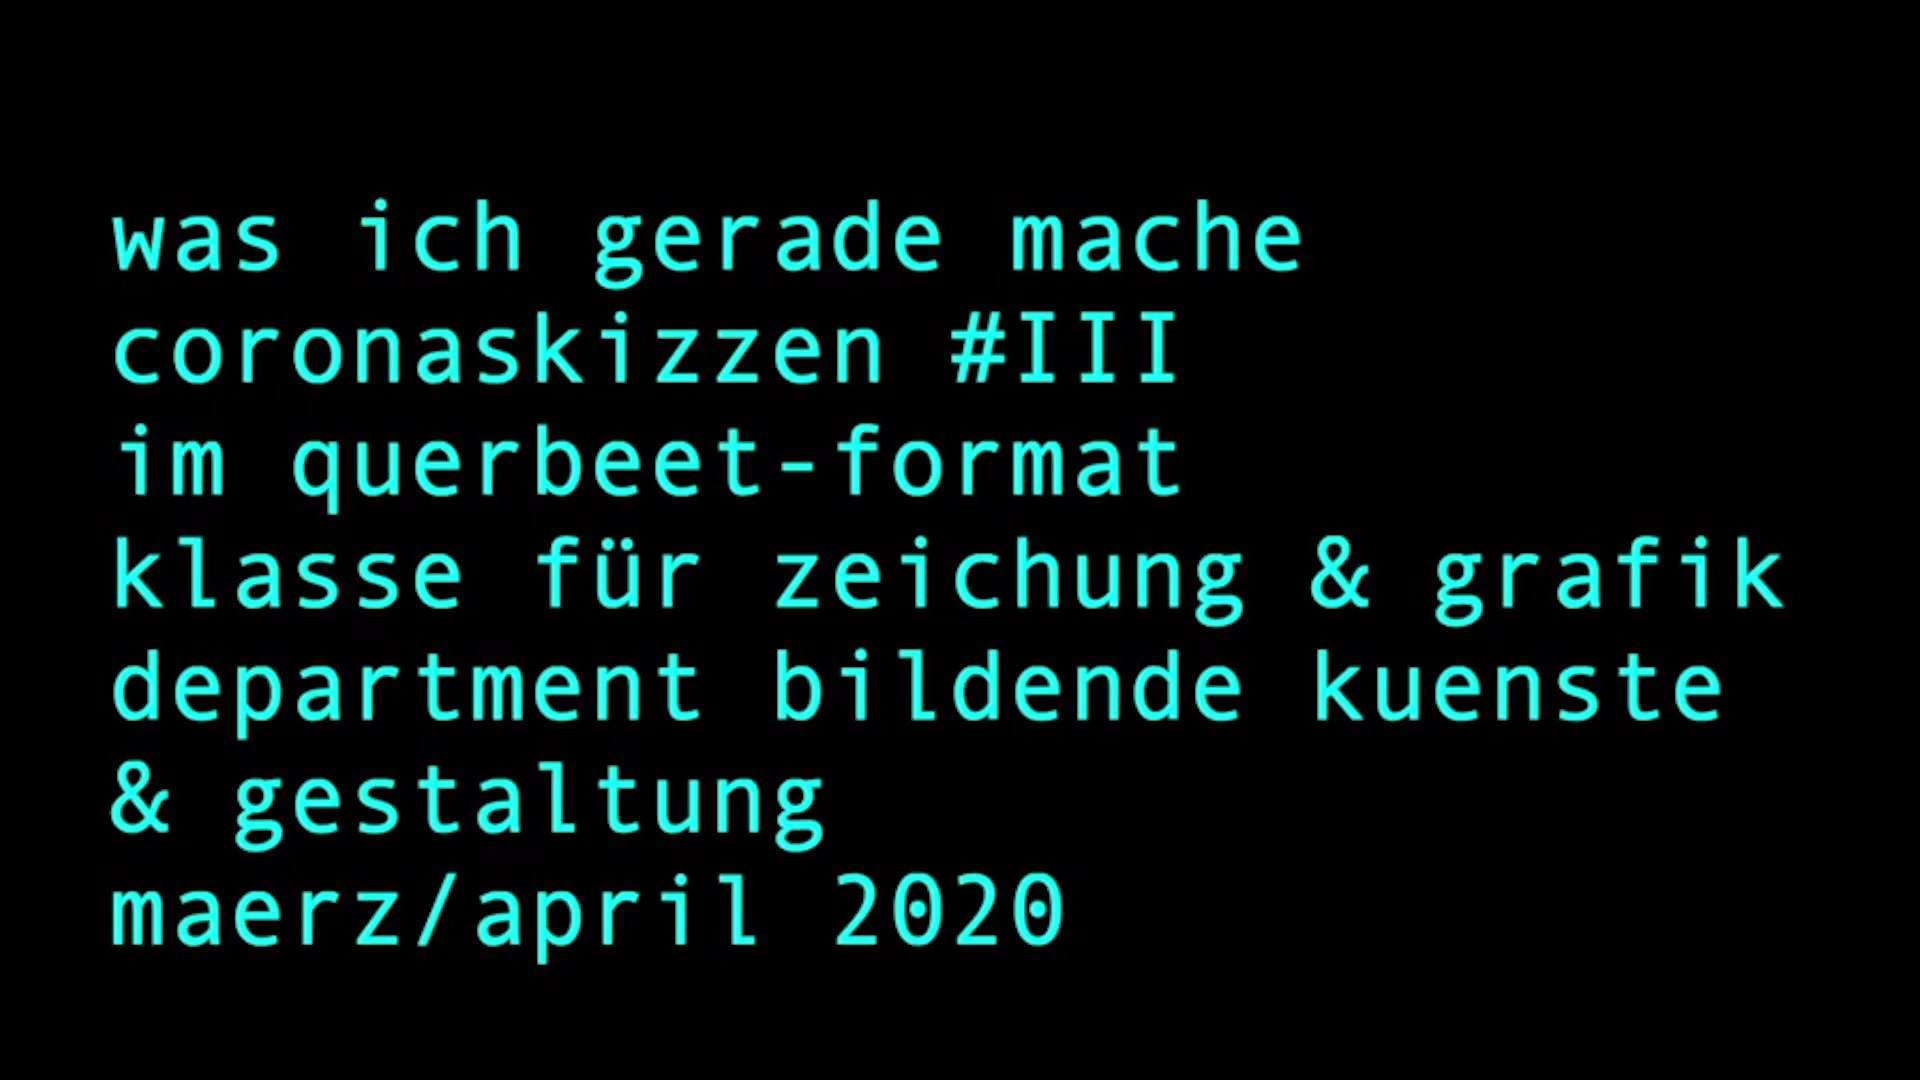 was ich gerade mache
coronaskizzen #III
im querbeet-format
klasse für zeichung & grafik
department bildende kuenste
& gestaltung
maerz/april 2020